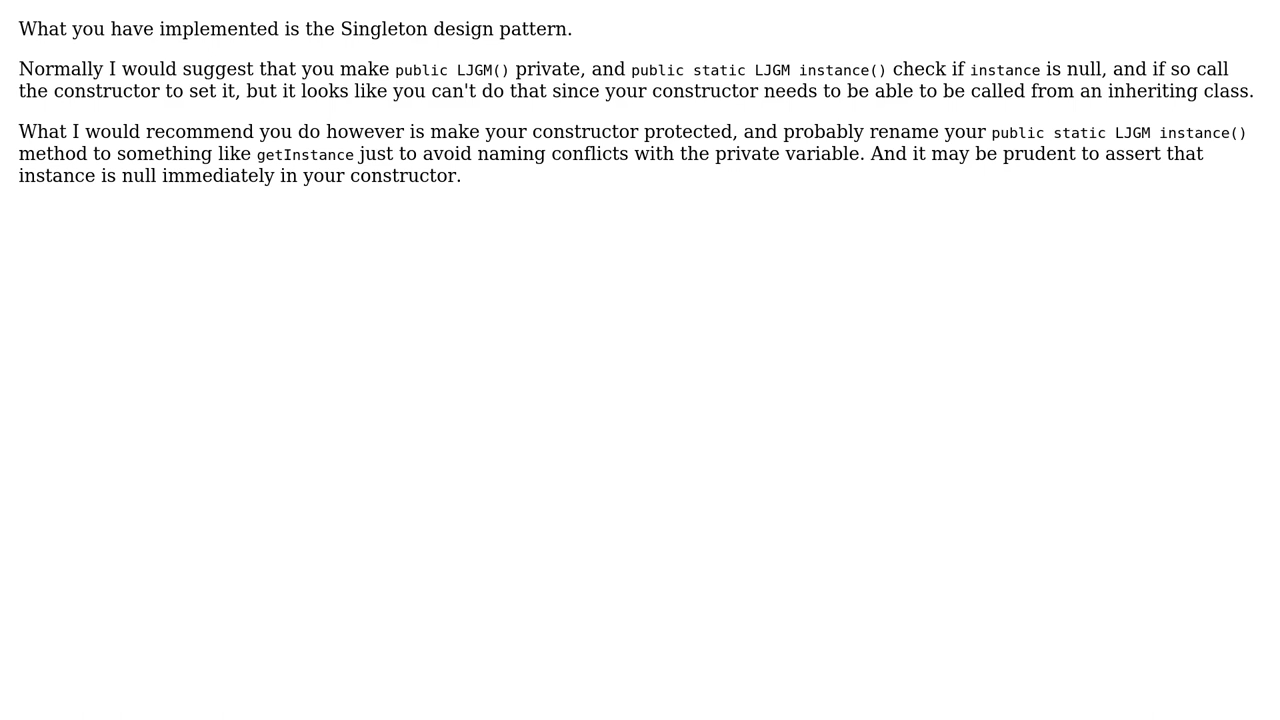 What you have implemented is the Singleton design pattern.
Normally I would suggest that you make public LJGM() private, and public static LJGM instance() check if instance is null, and if so call
the constructor to set it, but it looks like you can't do that since your constructor needs to be able to be called from an inheriting class.
What I would recommend you do however is make your constructor protected, and probably rename your public static LJGM instance()
method to something like getInstance just to avoid naming conflicts with the private variable. And it may be prudent to assert that
instance is null immediately in your constructor.